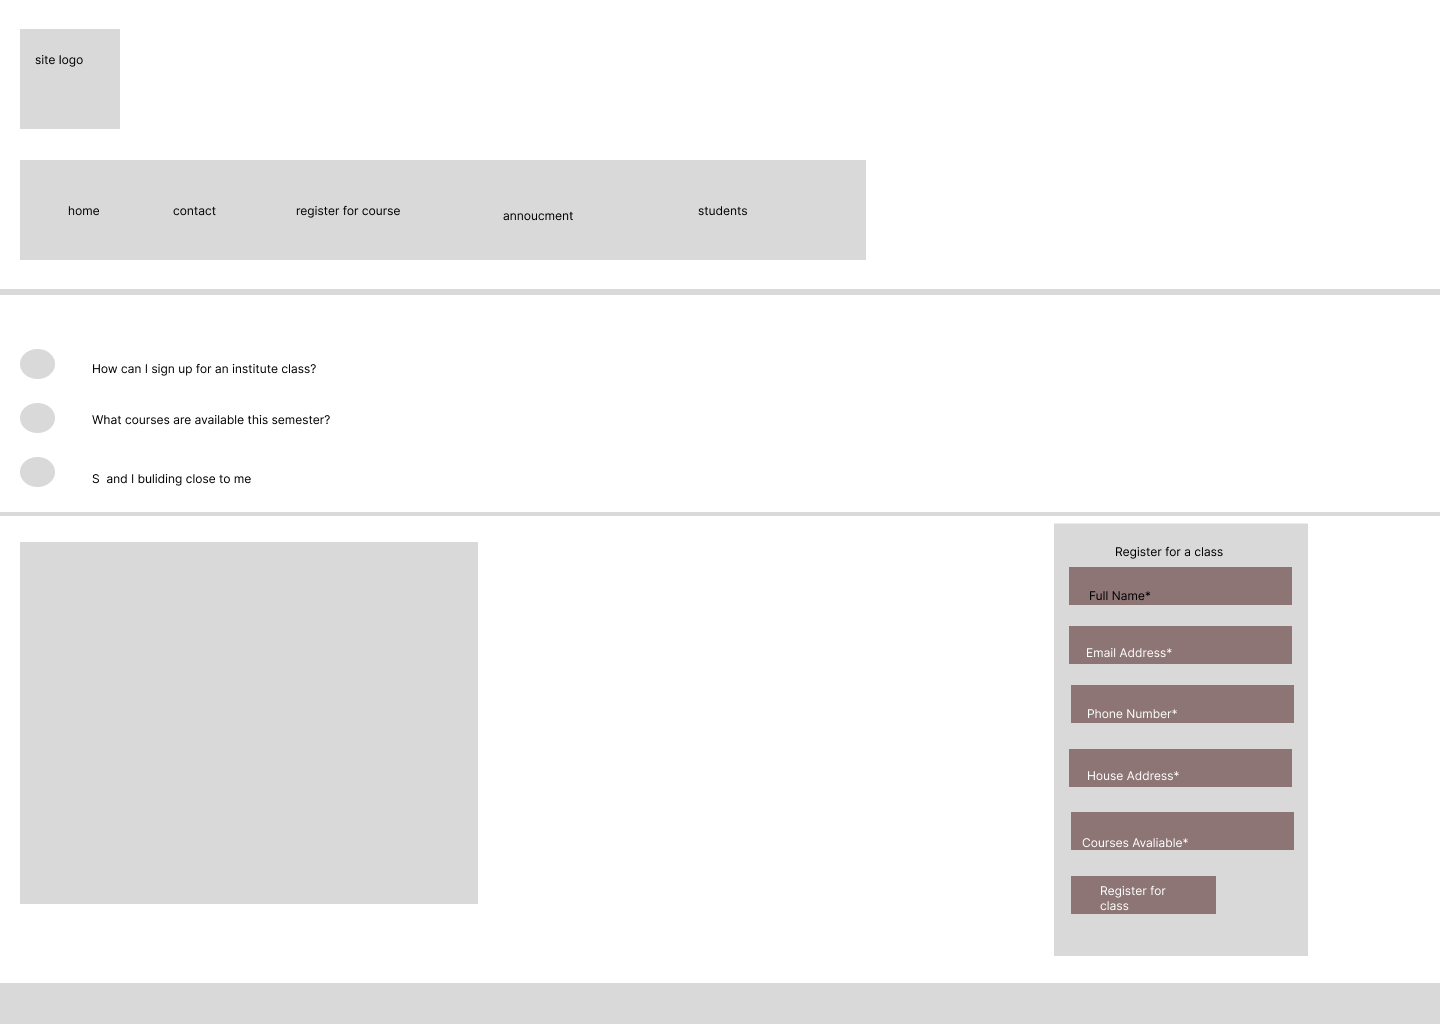 site logo
home contact register for course annoucment students
How can I sign up for an institute class?
What courses are available this semester?
S  and I buliding close to me
Register for a class
Full Name*
Email Address*
Phone Number*
House Address*
Courses Avaliable*
Register for
class